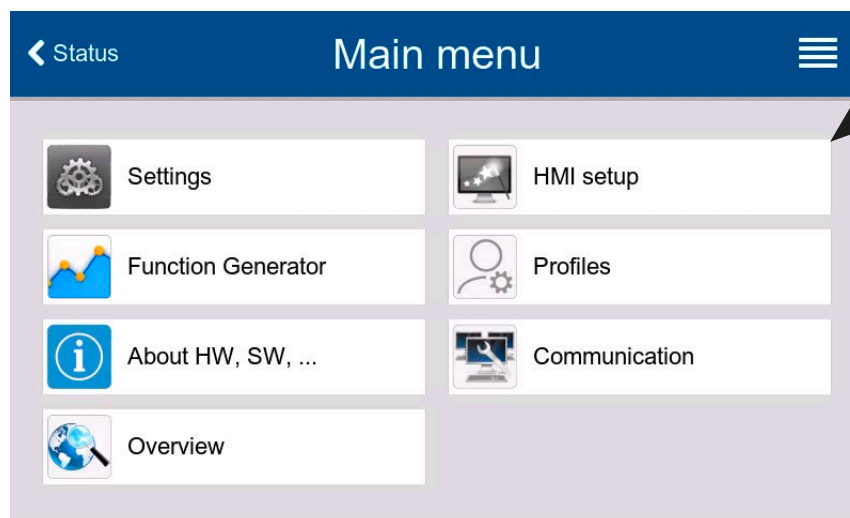 Status
Main menu
Settings
HMI setup
Function Generator
Profiles
About HW, SW, ...
Communication
Overview